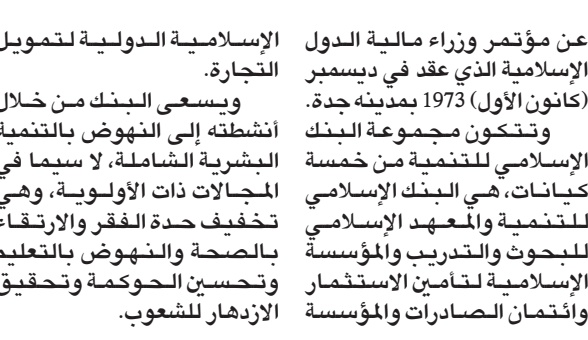 عن مؤتمر وزراء مالية الدول
الإسلامية الذي عقد في ديسمبر
(كانون الأول) 1973 بمدينه جدة.
وتتكون مجموعة البنك
الإسلامي للتنمية من خمسة
كيانات، هي البنك الإسلامي
للتنمية والمعهد الإسلامي
للبحوث والتدريب والمؤسسة
الإسلامية لتأمين الاستثمار
وائتمان الصادرات والمؤسسة
الإسلامية الدولية لتمويل
التجارة.
ويسعى البنك من خلال
أنشطته إلى النهوض بالتنمية
البشرية الشاملة، لا سيما في
المجالات ذات الأولوية، وهي
تخفيف حدة الفقر والارتقاء
بالصحة والنهوض بالتعليم
وتحسين الحوكمة وتحقيق
الازدهار للشعوب.